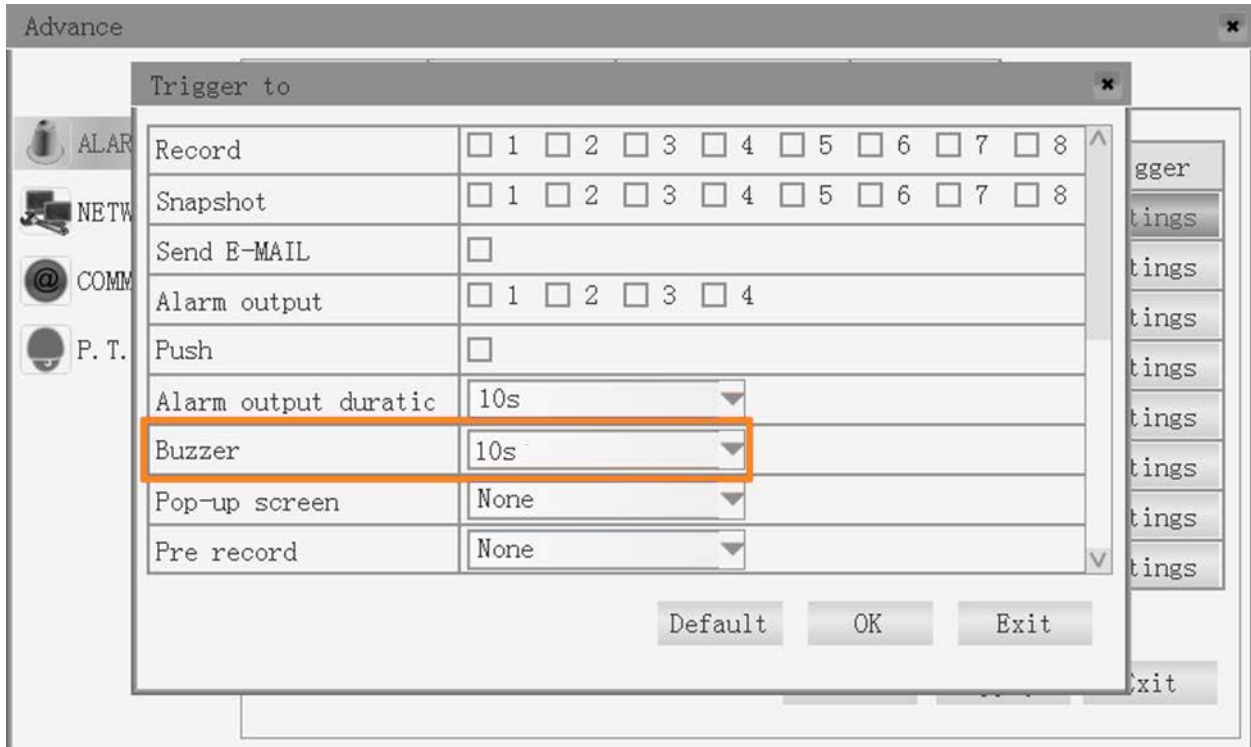 Advance
Trigger to
ALAR
NETW
COMM
P. T.
Record 1 2 3 4 5 6 7 8
Snapshot 1 2 3 4 5 6 7 8
Send E-MAIL
Alarm output 1 2 3 4
Push
Alarm output duratic 10s
Buzzer 10s
Pop-up screen None
Pre record None
Default OK Exit
gger
tings
tings
tings
tings
tings
tings
tings
tings
xit